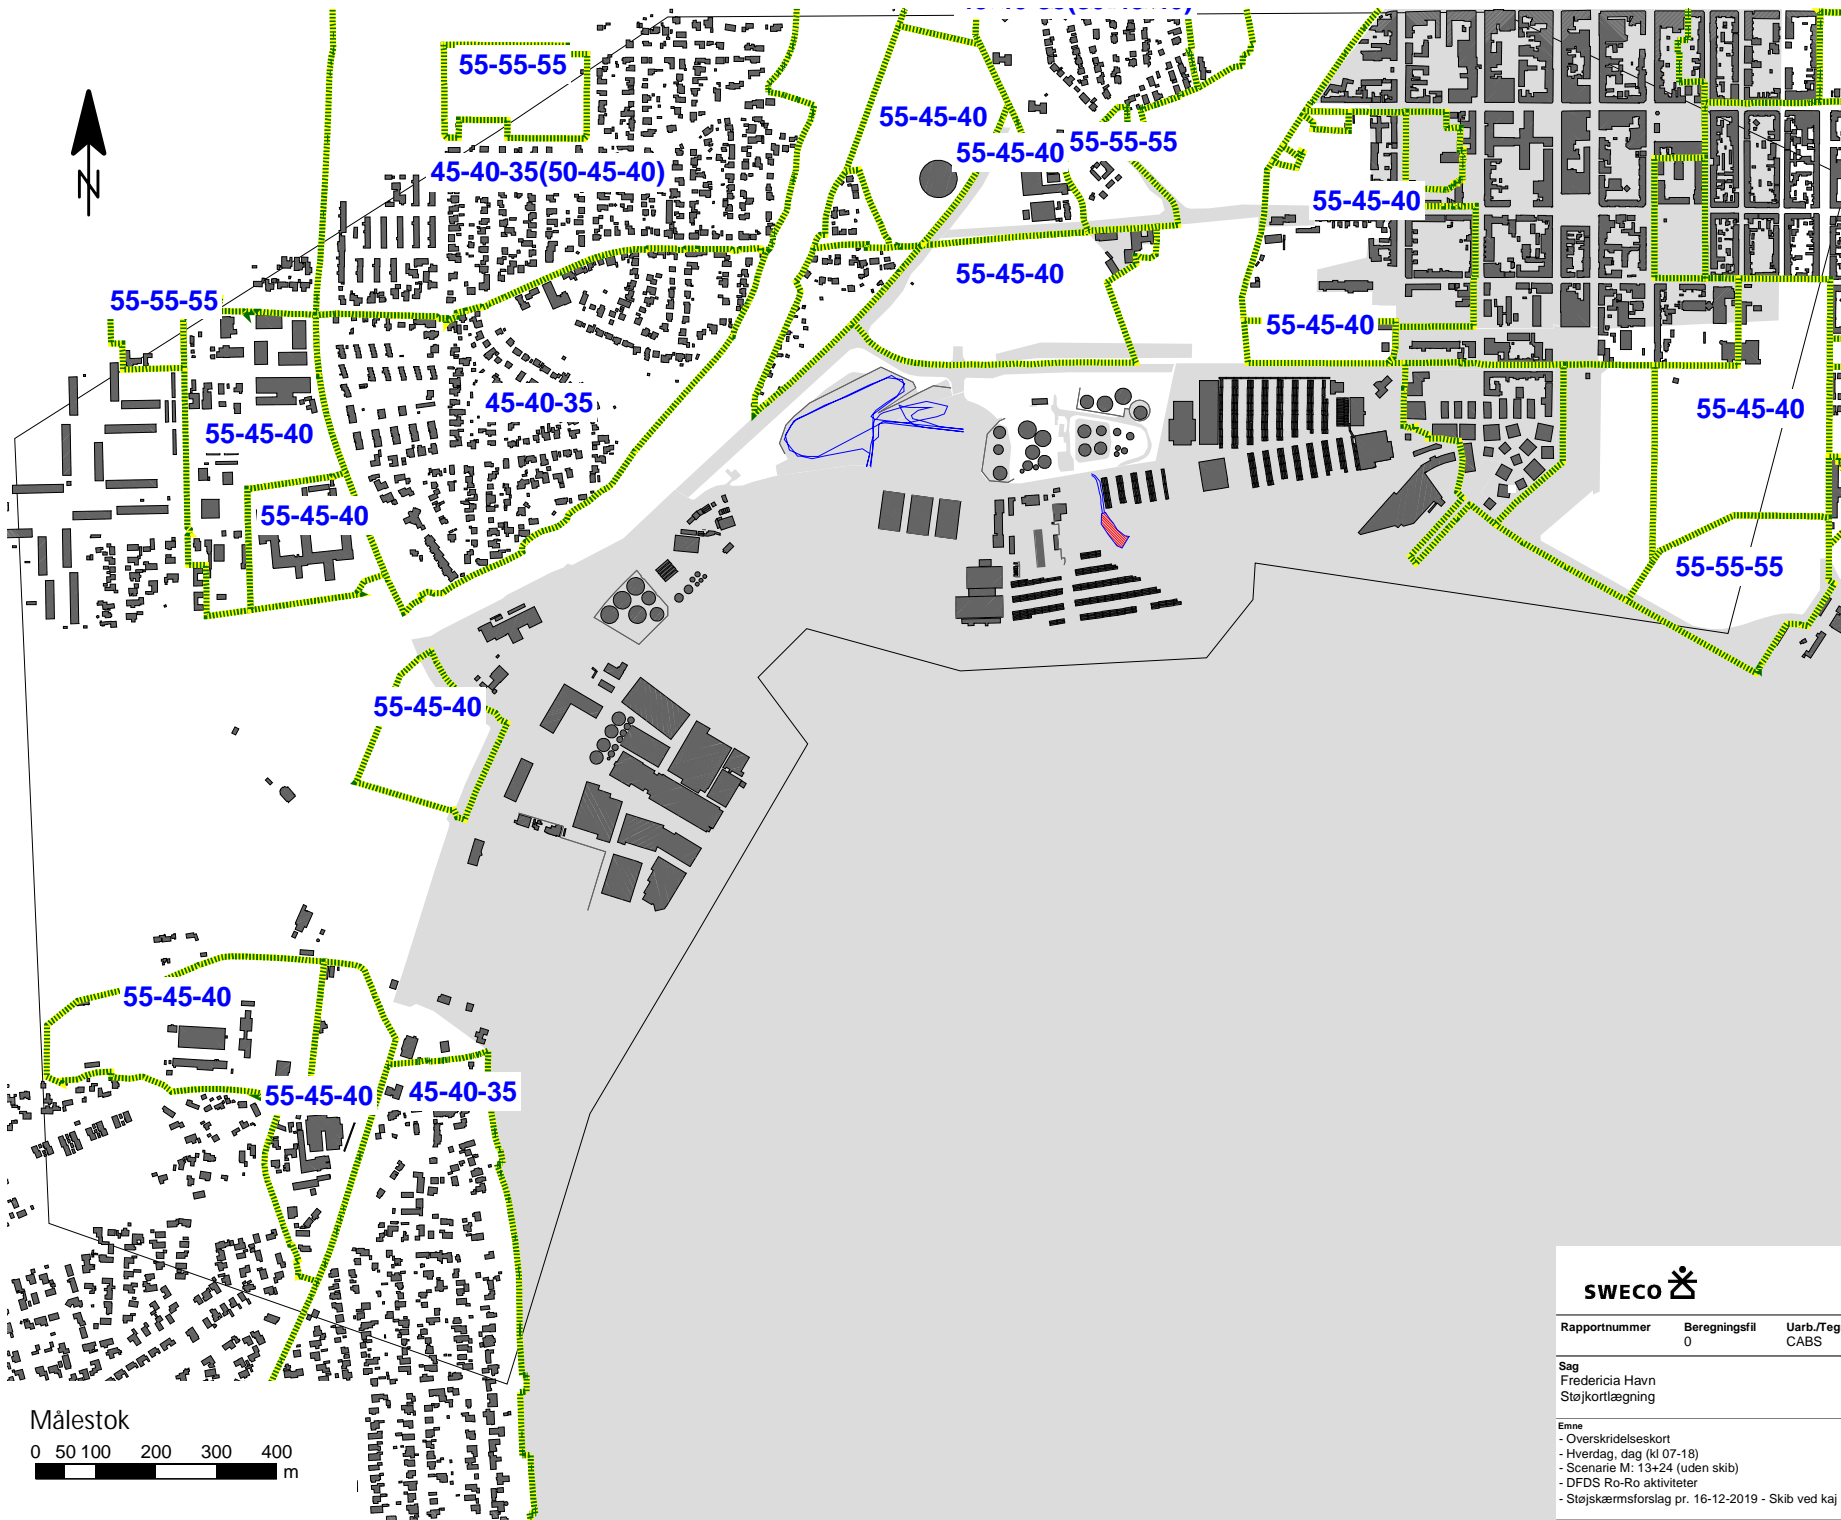 55-55-55
55-45-40
55-45-40
55-55-55
45-40-35(50-45-40)
N
55-45-40
55-45-40
55-55-55
55-45-40
45-40-35
55-45-40
55-45-40
55-45-40
55-55-55
55-45-40
55-45-40
55-45-40
55-45-40
45-40-35
SWECO
Rapportnummer Beregningsfil Uarb./Teg
0 CABS
Sag
Fredericia Havn
Støjkortlægning
Emne
- Overskridelseskort
- Hverdag, dag (kl 07-18)
- Scenarie M: 13+24 (uden skib)
- DFDS Ro-Ro aktiviteter
- Støjskærmsforslag pr. 16-12-2019 - Skib ved kaj
Målestok
0 50 100 200 300 400
m